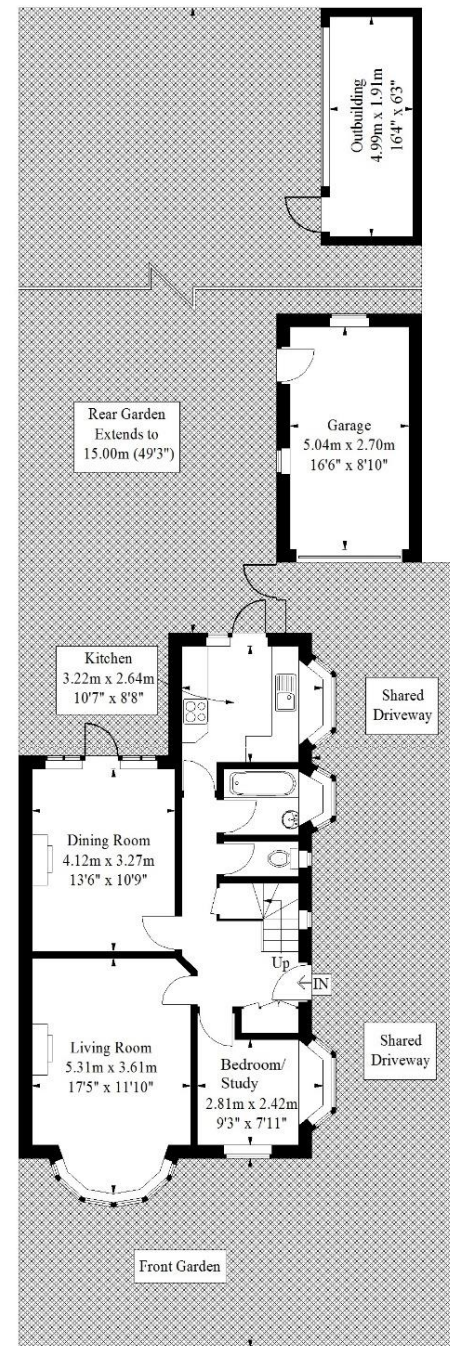 Outbuilding
4.99m x 1.91m
16'4" x 6'3"
Rear Garden
Extends to
15.00m (49'3")
Garage
5.04m x 2.70m
16'6" x 8'10"
Kitchen
3.22m x 2.64m
10'7" x 8'8"
Shared
Driveway
Dining Room
4.12m x 3.27m
13'6" x 10'9"
Up
IN
Living Room
5.31m x 3.61m
17'5" x 11'10"
Bedroom/
Study
2.81m x 2.42m
9'3" x 7'11"
Shared
Driveway
Front Garden